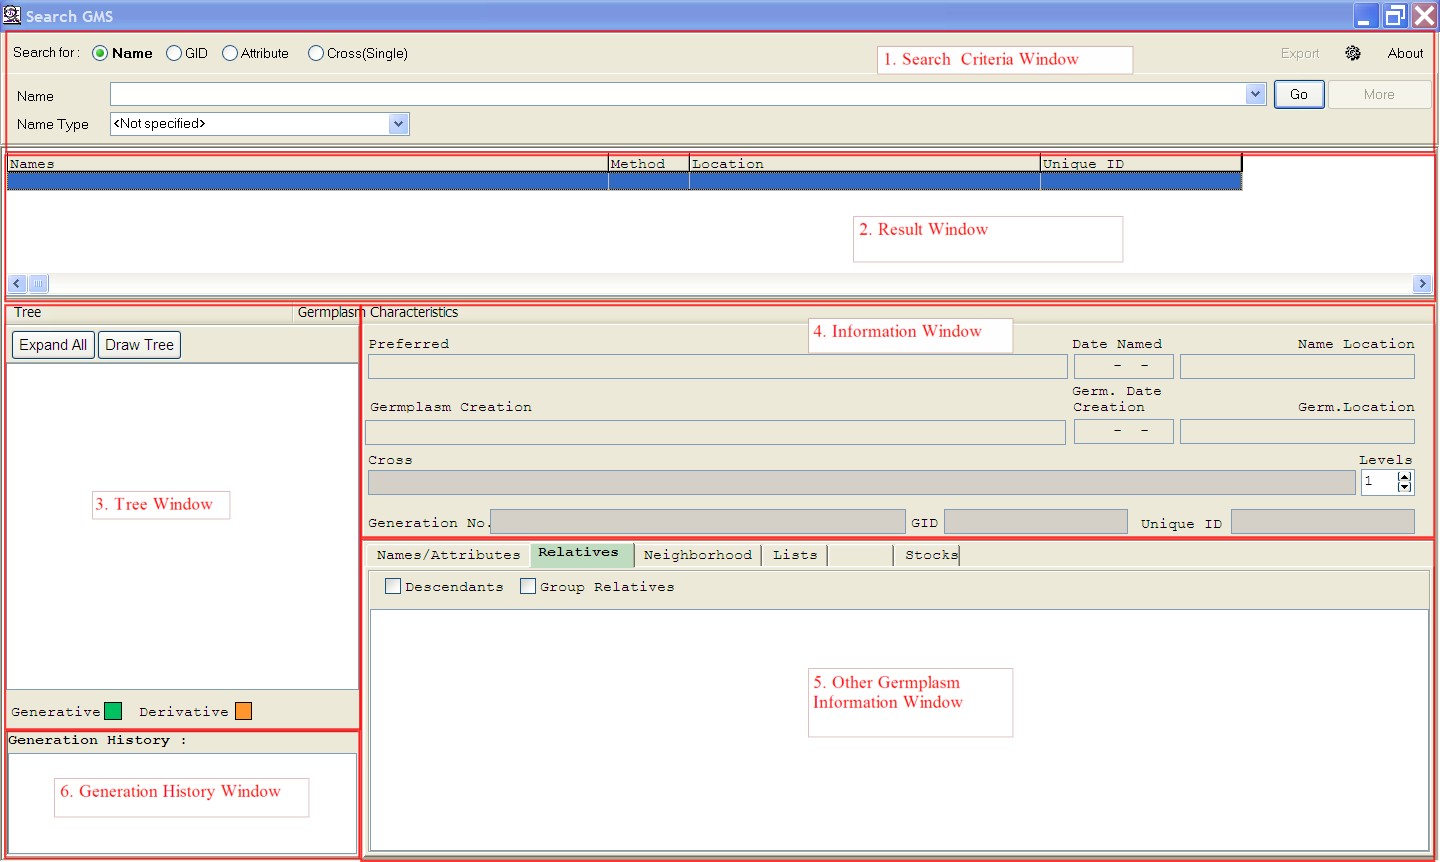 Search GMS
Search for: Name GID Attribute Cross(Single)
1. Search Criteria Window
Export About
Name Go More
Name Type <Not specified>
Names Method Location Unique ID
2. Result Window
Tree Germplasm Characteristics
4. Information Window
Expand All Draw Tree
Preferred Date Named Name Location
- -
Germplasm Creation Germ. Date Creation Germ.Location
- -
Cross Levels
1
3. Tree Window
Generation No. GID Unique ID
Names/Attributes Relatives Neighborhood Lists Stocks
Descendants Group Relatives
5. Other Germplasm
Information Window
Generative Derivative
Generation History :
6. Generation History Window